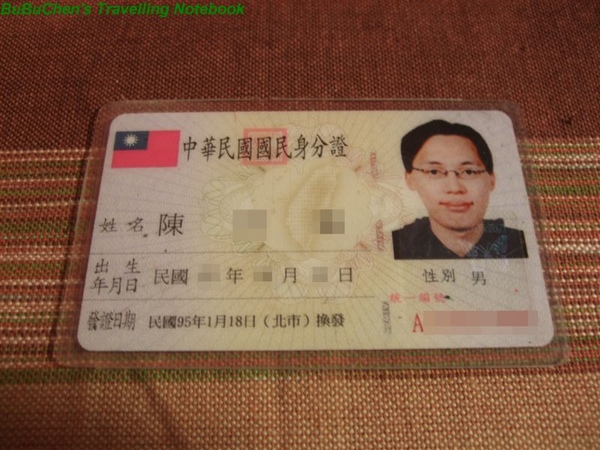 BuBuChen's Travelling Notebook
中華民國國民身分證
姓名 陳
出生年月日 民國 年 月 日
性別 男
統一編號
A
發證日期 民國95年1月18日（北市）換發